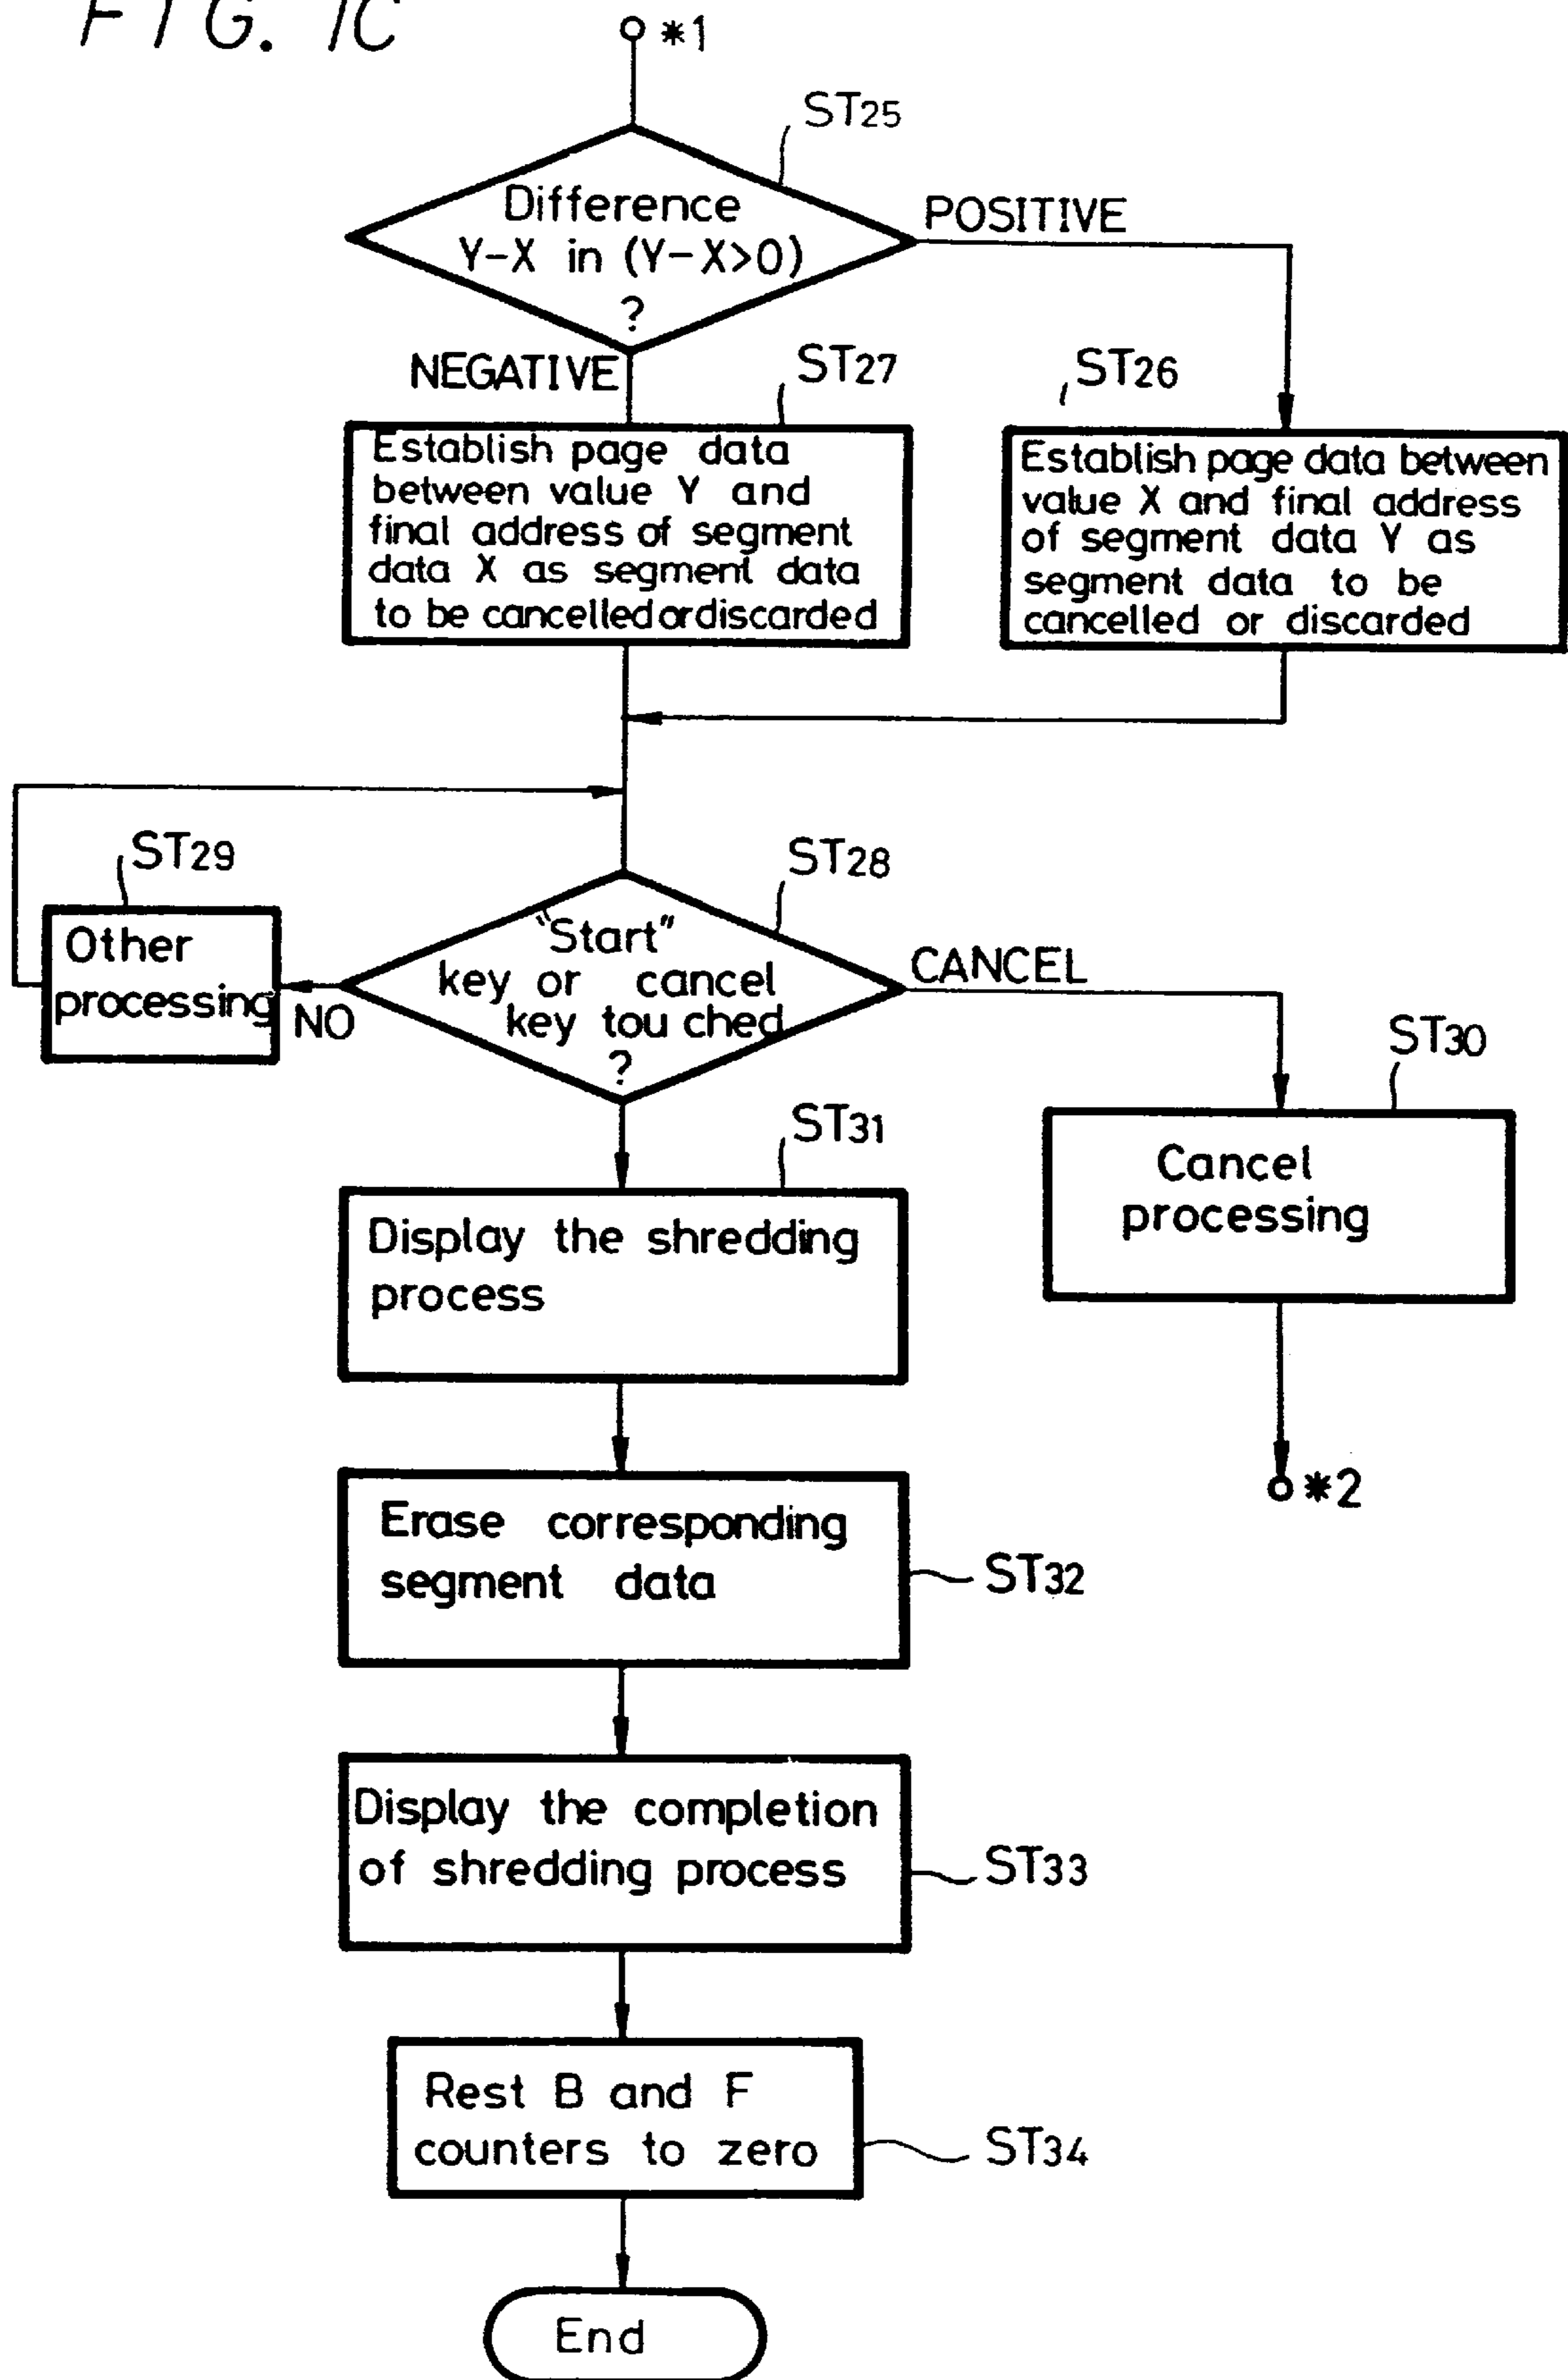 FIG. 1C
*1
ST25
Difference
Y-X in (Y-X>0)
?
POSITIVE
NEGATIVE
ST27
Establish page data
between value Y and
final address of segment
data X as segment data
to be cancelled or discarded
ST26
Establish page data between
value X and final address
of segment data Y as
segment data to be
cancelled or discarded
ST29
Other
processing
NO
ST28
"Start"
key or cancel
key touched
?
CANCEL
ST30
Cancel
processing
*2
ST31
Display the shredding
process
Erase corresponding
segment data
ST32
Display the completion
of shredding process
ST33
Rest B and F
counters to zero
ST34
End